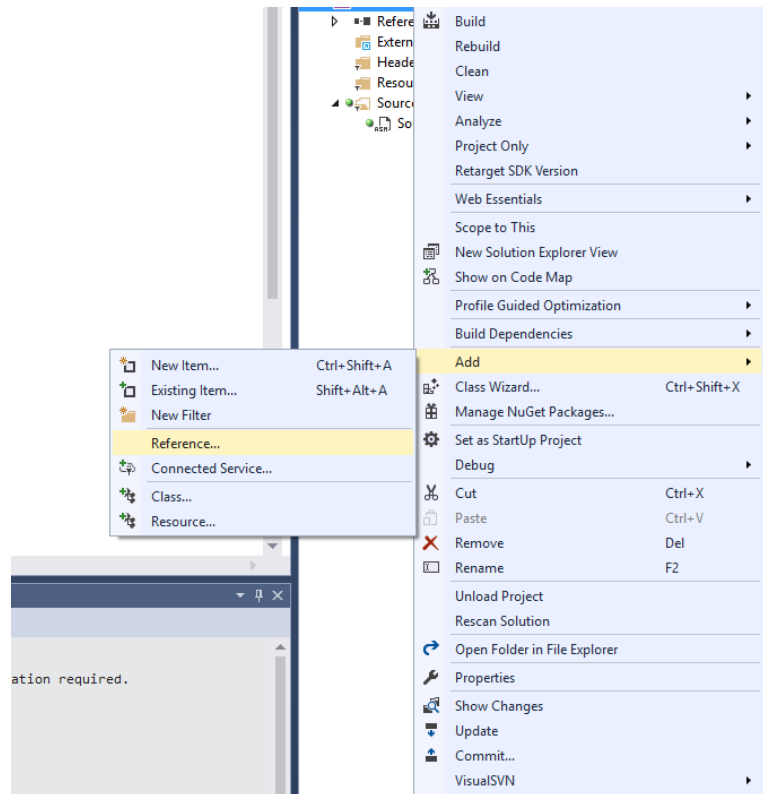 Refere
Extern
Heade
Resou
Source
ASM So
Build
Rebuild
Clean
View
Analyze
Project Only
Retarget SDK Version
Web Essentials
Scope to This
New Solution Explorer View
Show on Code Map
Profile Guided Optimization
Build Dependencies
Add
Class Wizard... Ctrl+Shift+X
Manage NuGet Packages...
Set as StartUp Project
Debug
Cut Ctrl+X
Paste Ctrl+V
Remove Del
Rename F2
Unload Project
Rescan Solution
Open Folder in File Explorer
Properties
Show Changes
Update
Commit...
VisualSVN
New Item... Ctrl+Shift+A
Existing Item... Shift+Alt+A
New Filter
Reference...
Connected Service...
Class...
Resource...
ation required.